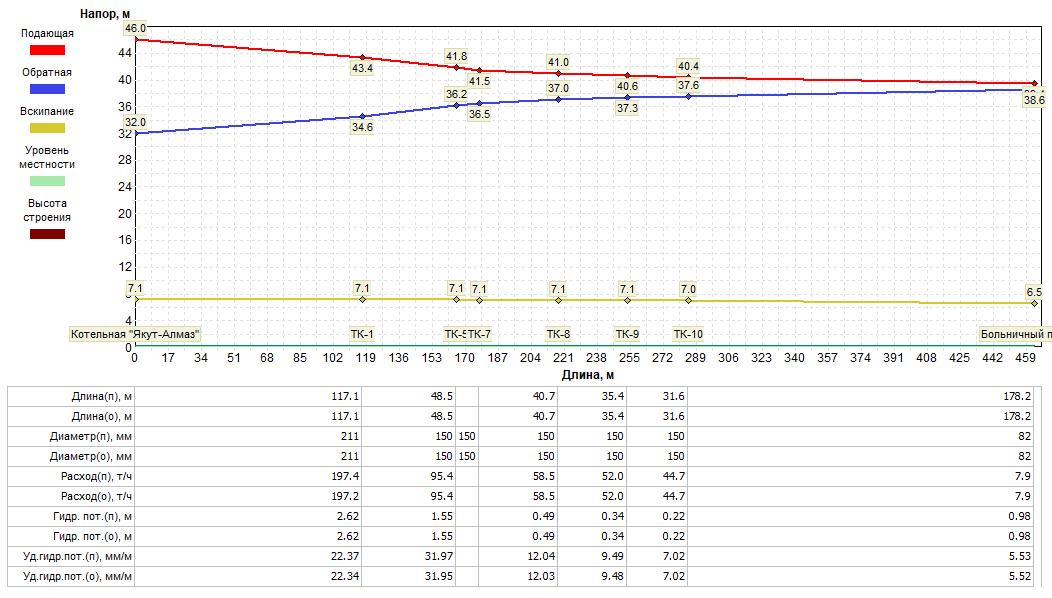 Напор, м
Подающая
Обратная
Вскипание
Уровень
местности
Высота
строения
46.0
43.4
41.8
41.5
41.0
40.6
40.4
32.0
34.6
36.2
36.5
37.0
37.3
37.6
38.6
7.1 7.1 7.1 7.1 7.1 7.1 7.0 6.5
44
40
36
32
28
24
20
16
12
4
0
Котельная "Якут-Алмаз" ТК-1 ТК-7 ТК-8 ТК-9 ТК-10 Больничный п
0 17 34 51 68 85 102 119 136 153 170 187 204 221 238 255 272 289 306 323 340 357 374 391 408 425 442 459
Длина, м
Длина(п), м 117.1 48.5 40.7 35.4 31.6 178.2
Длина(о), м 117.1 48.5 40.7 35.4 31.6 178.2
Диаметр(п), мм 211 150 150 150 150 150 82
Диаметр(о), мм 211 150 150 150 150 150 82
Расход(п), т/ч 197.4 95.4 58.5 52.0 44.7 7.9
Расход(о), т/ч 197.2 95.4 58.5 52.0 44.7 7.9
Гидр. пот.(п), м 2.62 1.55 0.49 0.34 0.22 0.98
Гидр. пот.(о), м 2.62 1.55 0.49 0.34 0.22 0.98
Уд.гидр.пот.(п), мм/м 22.37 31.97 12.04 9.49 7.02 5.53
Уд.гидр.пот.(о), мм/м 22.34 31.95 12.03 9.48 7.02 5.52